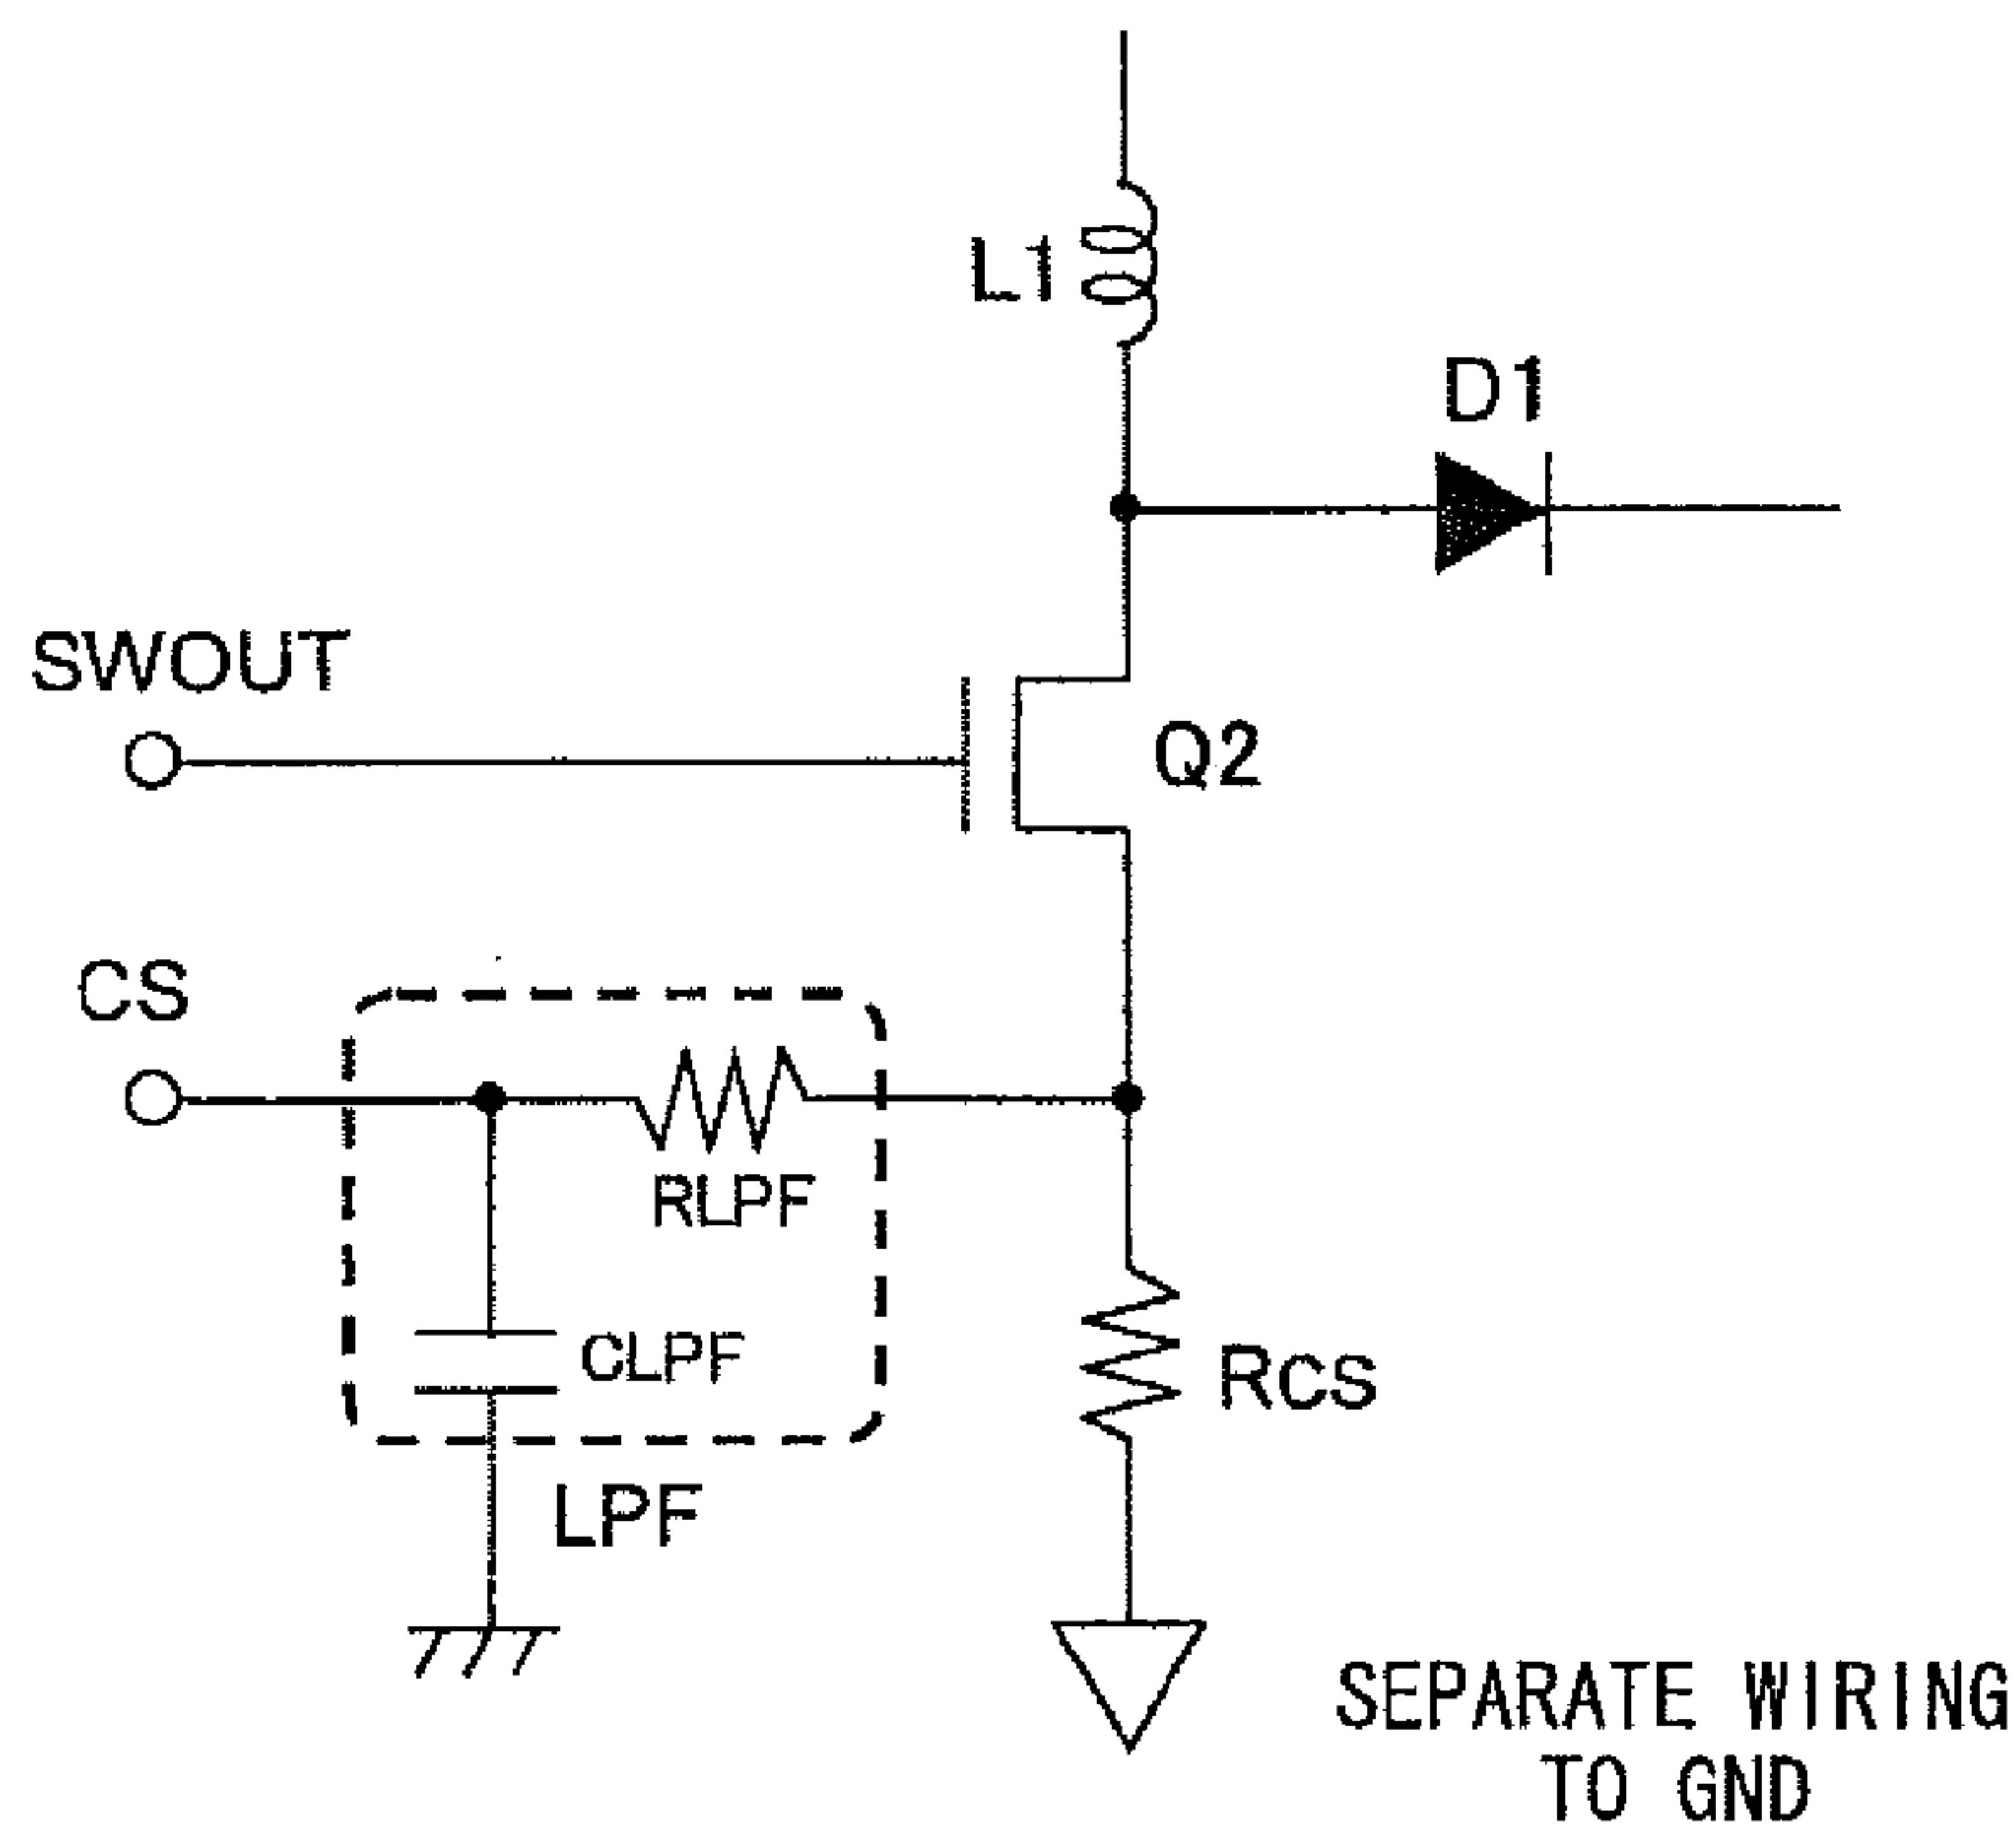 L1
D1
SWOUT
Q2
CS
RLPF
CLPF
RCS
LPF
SEPARATE WIRING
TO GND